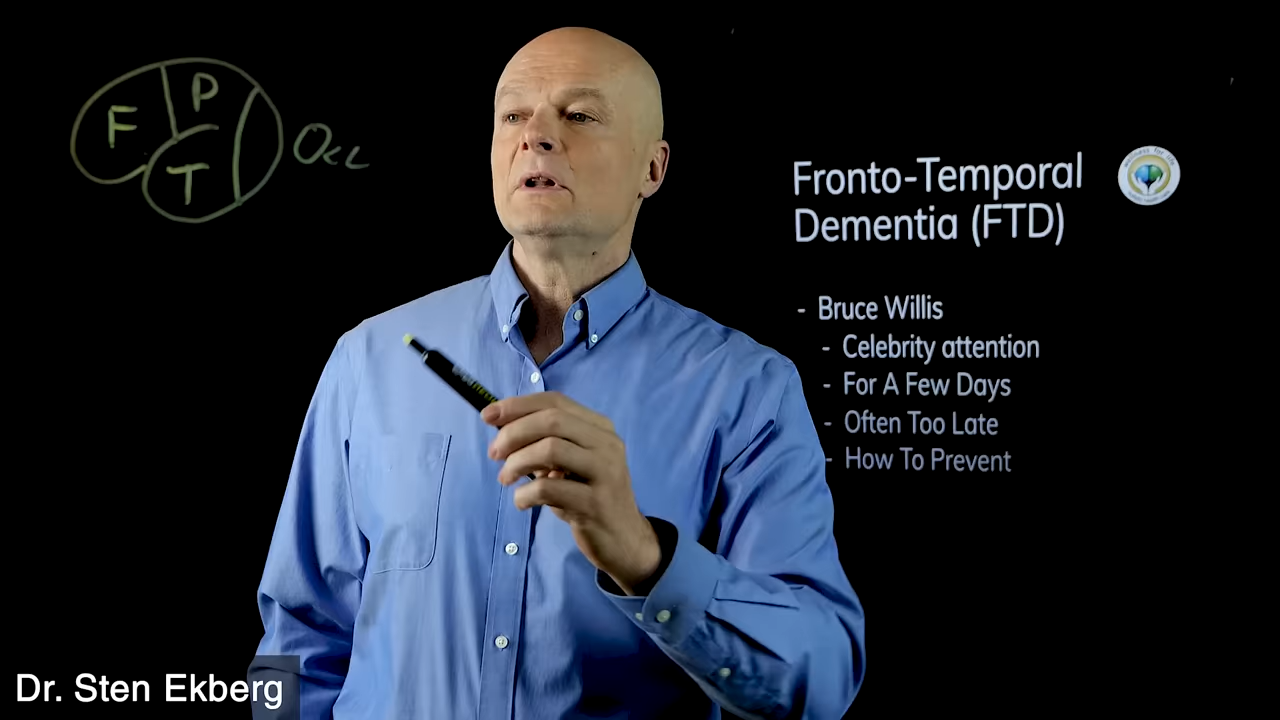 F
P
T
Occ
Fronto-Temporal
Dementia (FTD)
- Bruce Willis
- Celebrity attention
- For A Few Days
- Often Too Late
- How To Prevent
Dr. Sten Ekberg